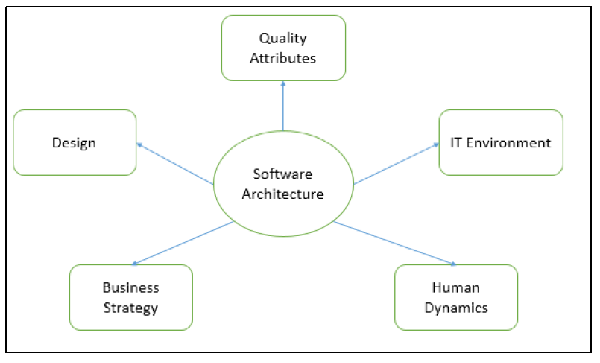 Quality
Attributes
Design
IT Environment
Software
Architecture
Business
Strategy
Human
Dynamics